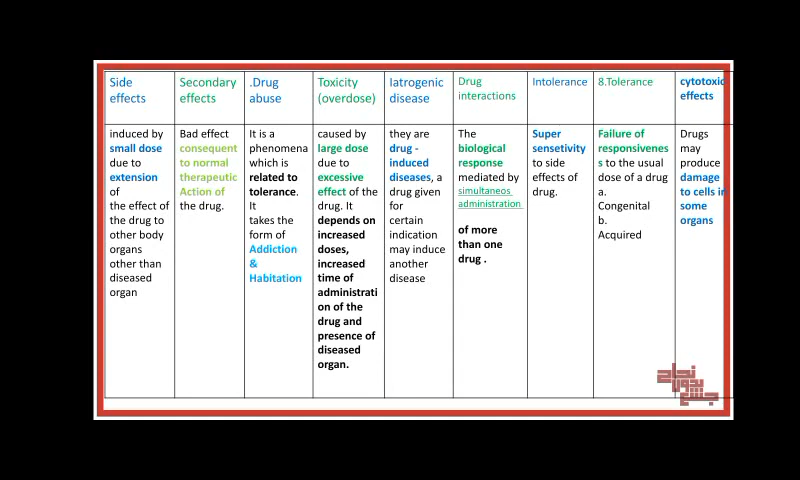 Side
effects
induced by
small dose
due to
extension
of
the effect of
the drug to
other body
organs
other than
diseased
organ
Secondary
effects
Bad effect
consequent
to normal
therapeutic
Action of
the drug.
.Drug
abuse
It is a
phenomena
which is
related to
tolerance.
It
takes the
form of
Addiction
&
Habitation
Toxicity
(overdose)
caused by
large dose
due to
excessive
effect of the
drug. It
depends on
increased
doses,
increased
time of
administrati
on of the
drug and
presence of
diseased
organ.
Iatrogenic
disease
they are
drug -
induced
diseases, a
drug given
for
certain
indication
may induce
another
disease
Drug
interactions
The
biological
response
mediated by
simultaneos
administration
of more
than one
drug .
Intolerance
Super
sensetivity
to side
effects of
drug.
8.Tolerance
Failure of
responsivenes
s to the usual
dose of a drug
a.
Congenital
b.
Acquired
cytotoxic
effects
Drugs
may
produce
damage
to cells in
some
organs